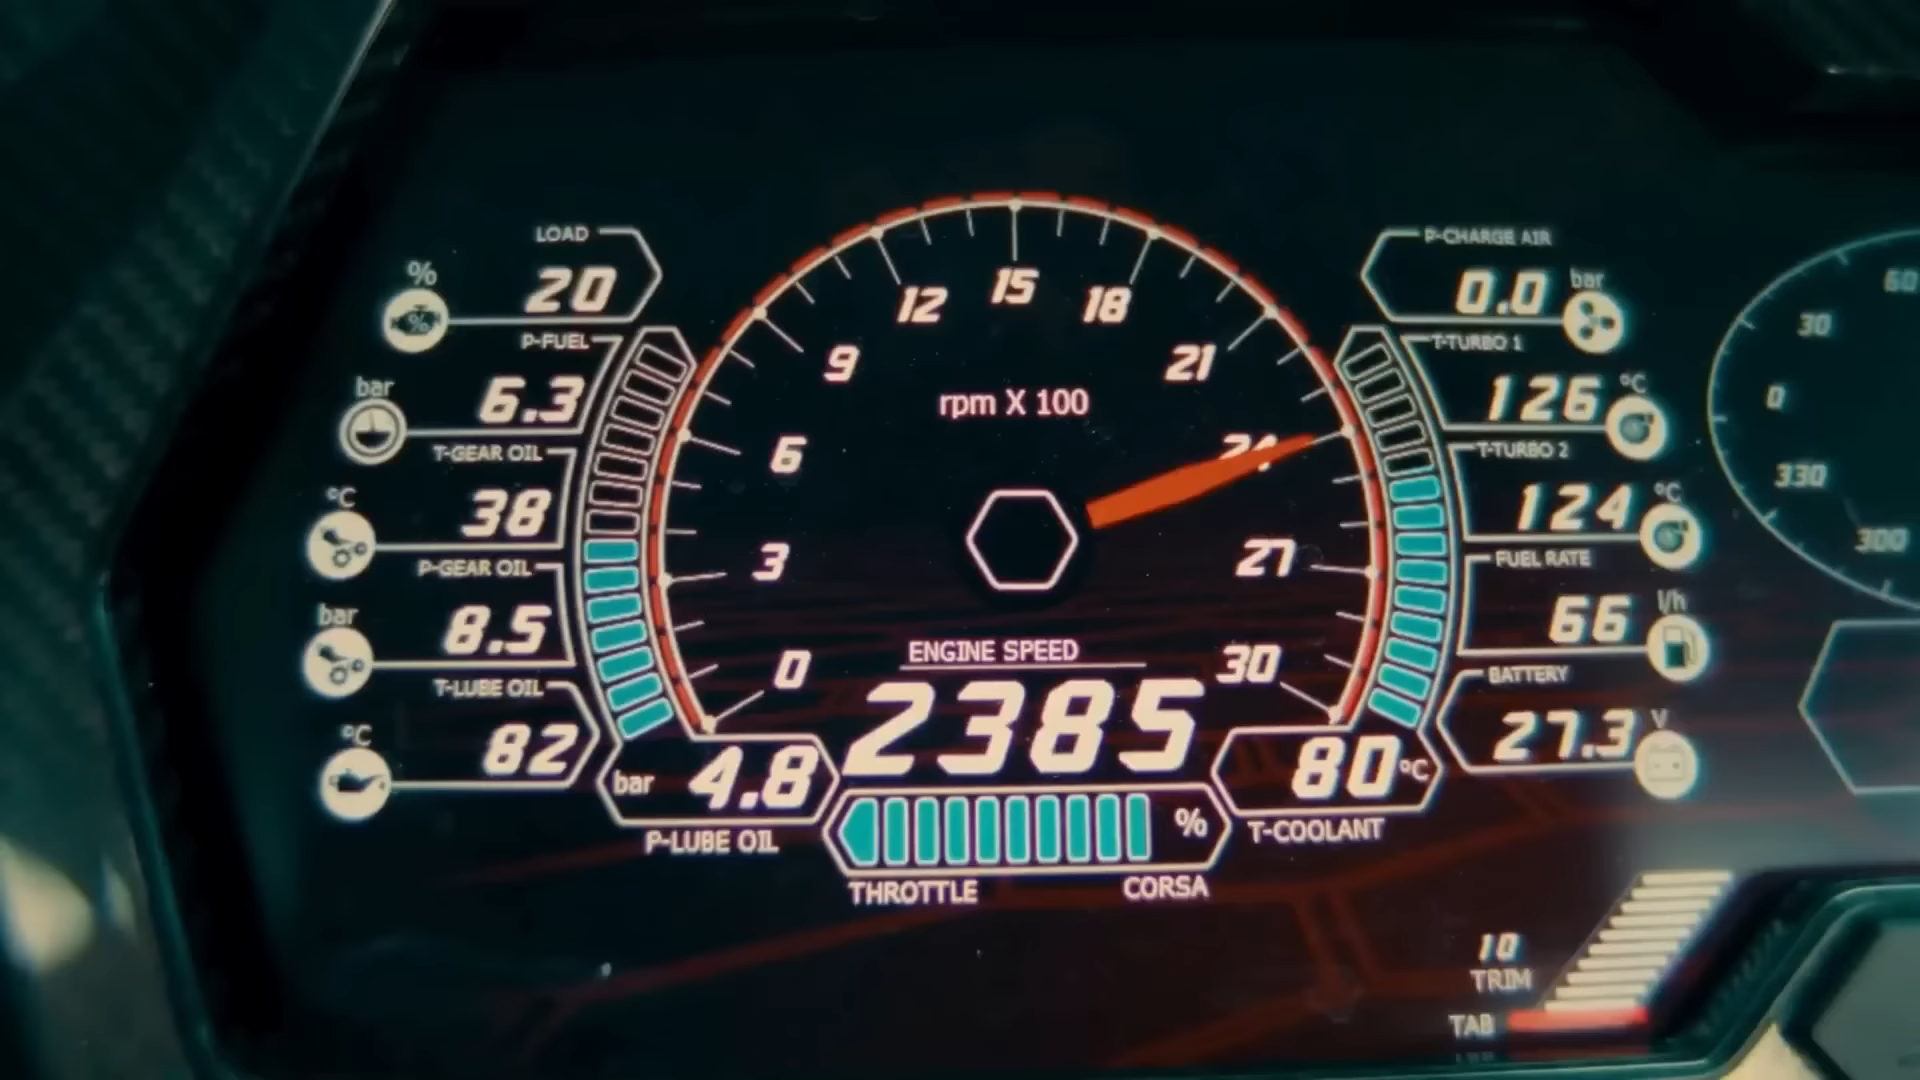 LOAD
%
20
P-FUEL
bar
6.3
T-GEAR OIL
°C
38
P-GEAR OIL
bar
8.5
T-LUBE OIL
°C
82
bar 4.8
P-LUBE OIL
0
3
6
9
12
15
18
21
24
27
30
rpm X 100
ENGINE SPEED
2385
%
THROTTLE CORSA
80 °C
T-COOLANT
P-CHARGE AIR
0.0 bar
T-TURBO 1
126 °C
T-TURBO 2
124 °C
FUEL RATE
66 l/h
BATTERY
27.3 V
60
30
0
330
300
10
TRIM
TAB